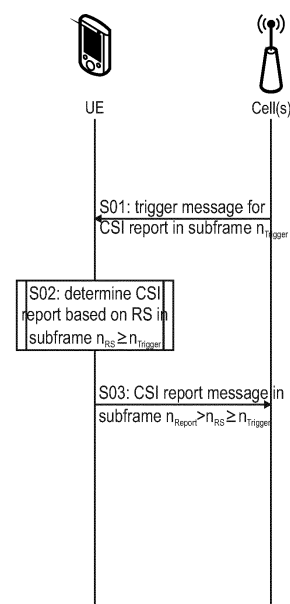 UE
Cell(s)
S01: trigger message for
CSI report in subframe nTrigger
S02: determine CSI
report based on RS in
subframe nRS≥nTrigger
S03: CSI report message in
subframe nReport>nRS≥nTrigger